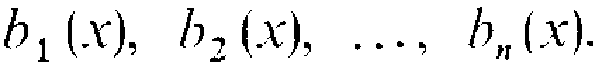 b₁(x), b₂(x), ..., bₙ(x).